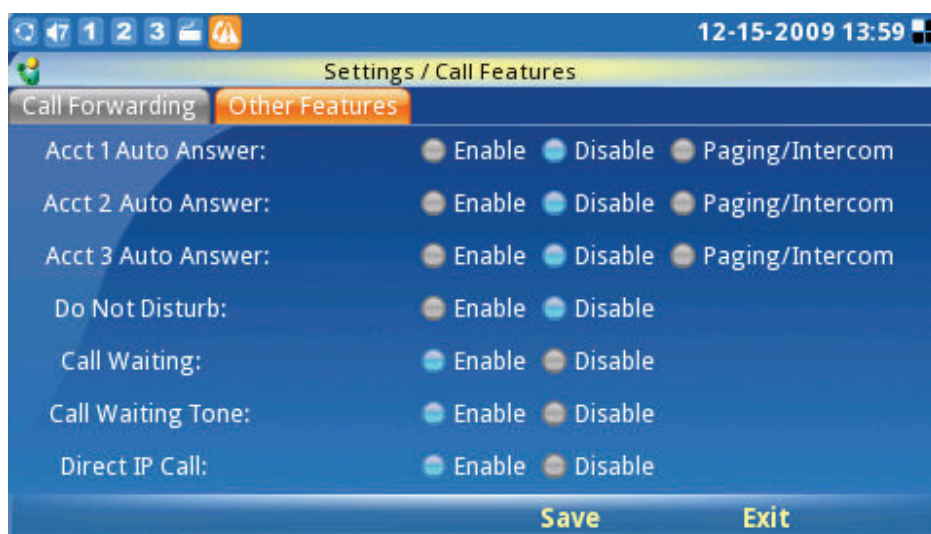 47 1 2 3 12-15-2009 13:59
Settings / Call Features
Call Forwarding Other Features
Acct 1 Auto Answer: Enable Disable Paging/Intercom
Acct 2 Auto Answer: Enable Disable Paging/Intercom
Acct 3 Auto Answer: Enable Disable Paging/Intercom
Do Not Disturb: Enable Disable
Call Waiting: Enable Disable
Call Waiting Tone: Enable Disable
Direct IP Call: Enable Disable
Save Exit